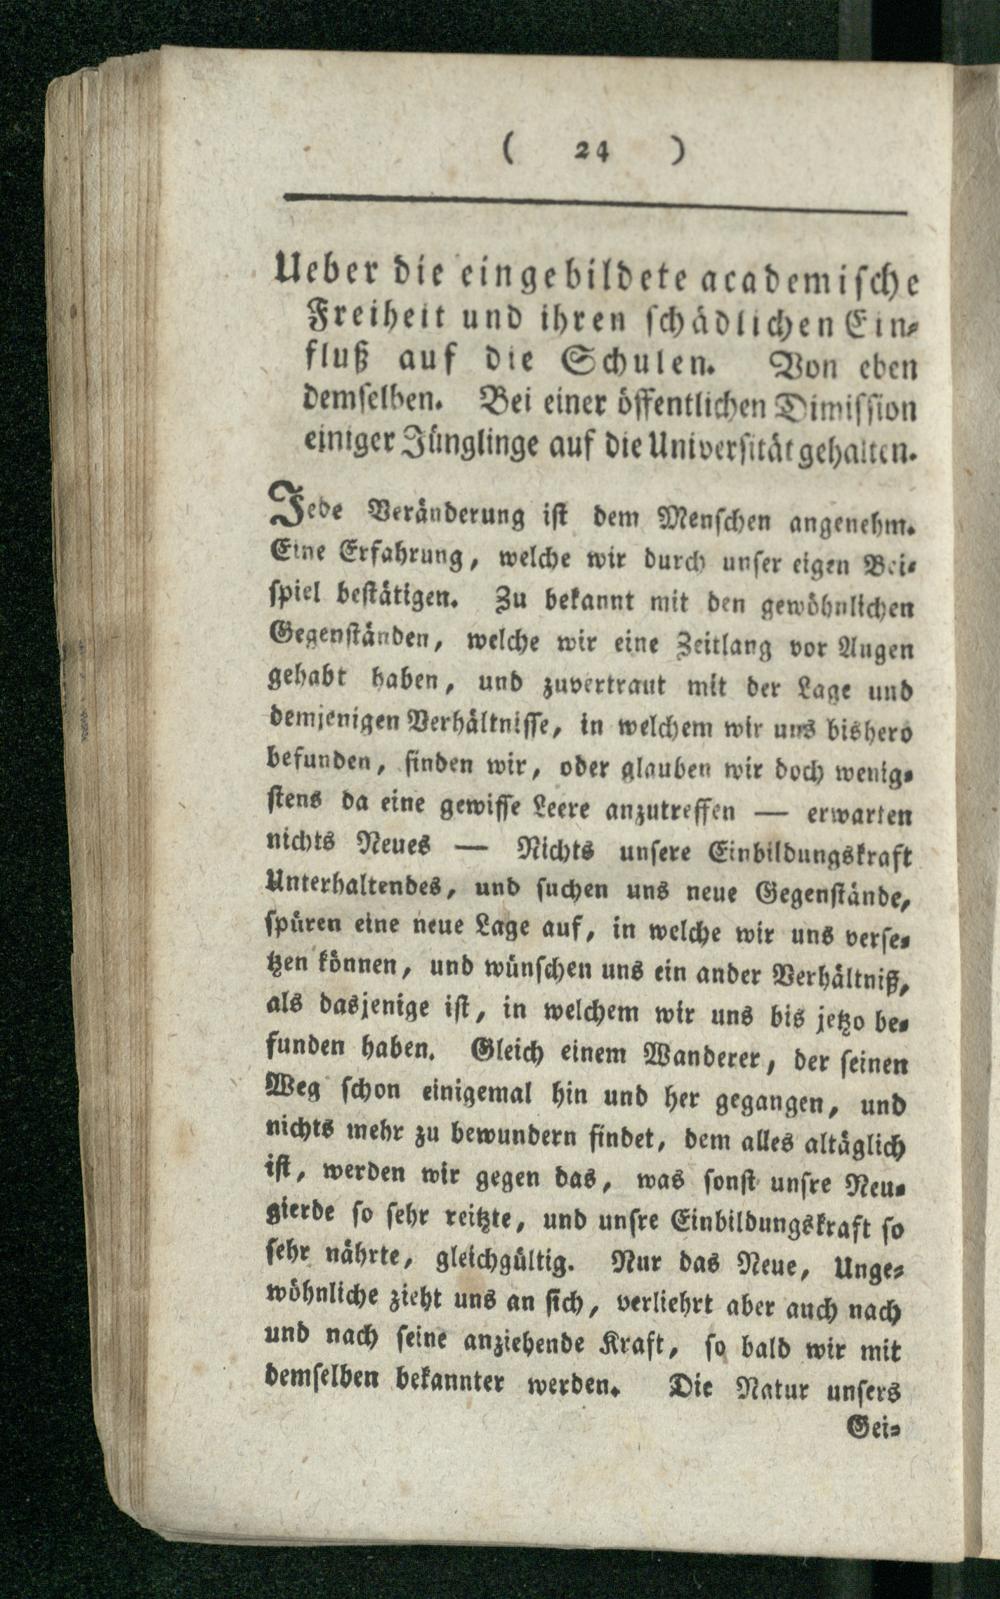 ( 24 )
Ueber die eingebildete academische
Freiheit und ihren schädlichen Ein-
fluß auf die Schulen. Von eben
demselben. Bei einer öffentlichen Dimission
einiger Jünglinge auf die Universität gehalten.
Jede Veränderung ist dem Menschen angenehm.
Eine Erfahrung, welche wir durch unser eigen Bei-
spiel bestätigen. Zu bekannt mit den gewöhnlichen
Gegenständen, welche wir eine Zeitlang vor Augen
gehabt haben, und zuvertraut mit der Lage und
demjenigen Verhältnisse, in welchem wir uns bishero
befunden, finden wir, oder glauben wir doch wenig-
stens da eine gewisse Leere anzutreffen — erwarten
nichts Neues — Nichts unsere Einbildungskraft
Unterhaltendes, und suchen uns neue Gegenstände,
spüren eine neue Lage auf, in welche wir uns verse-
tzen können, und wünschen uns ein ander Verhältniß,
als dasjenige ist, in welchem wir uns bis jetzo be-
funden haben. Gleich einem Wanderer, der seinen
Weg schon einigemal hin und her gegangen, und
nichts mehr zu bewundern findet, dem alles altäglich
ist, werden wir gegen das, was sonst unsre Neu-
gierde so sehr reitzte, und unsre Einbildungskraft so
sehr nährte, gleichgültig. Nur das Neue, Unge-
wöhnliche zieht uns an sich, verliehrt aber auch nach
und nach seine anziehende Kraft, so bald wir mit
demselben bekannter werden. Die Natur unsers
Gei-